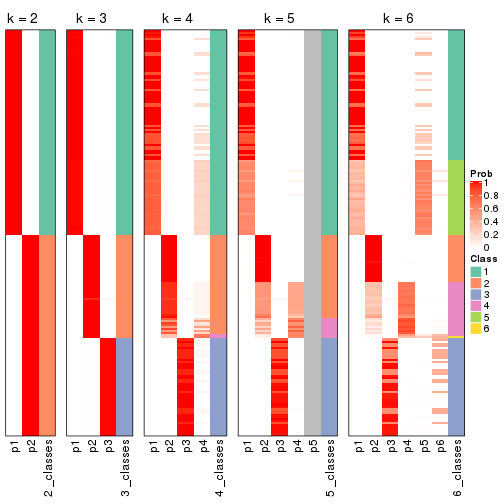 k = 2
k = 3
k = 4
k = 5
k = 6
p1
p2
2_classes
p1
p2
p3
3_classes
p1
p2
p3
p4
4_classes
p1
p2
p3
p4
p5
5_classes
p1
p2
p3
p4
p5
p6
6_classes
Prob
1
0.8
0.6
0.4
0.2
0
Class
1
2
3
4
5
6